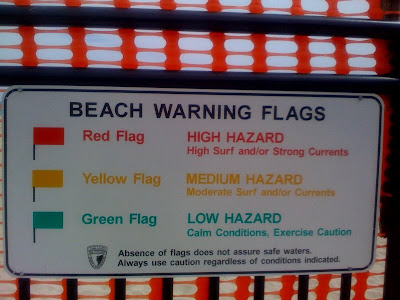 BEACH WARNING FLAGS
Red Flag HIGH HAZARD
High Surf and/or Strong Currents
Yellow Flag MEDIUM HAZARD
Moderate Surf and/or Currents
Green Flag LOW HAZARD
Calm Conditions, Exercise Caution
Absence of flags does not assure safe waters.
Always use caution regardless of conditions indicated.